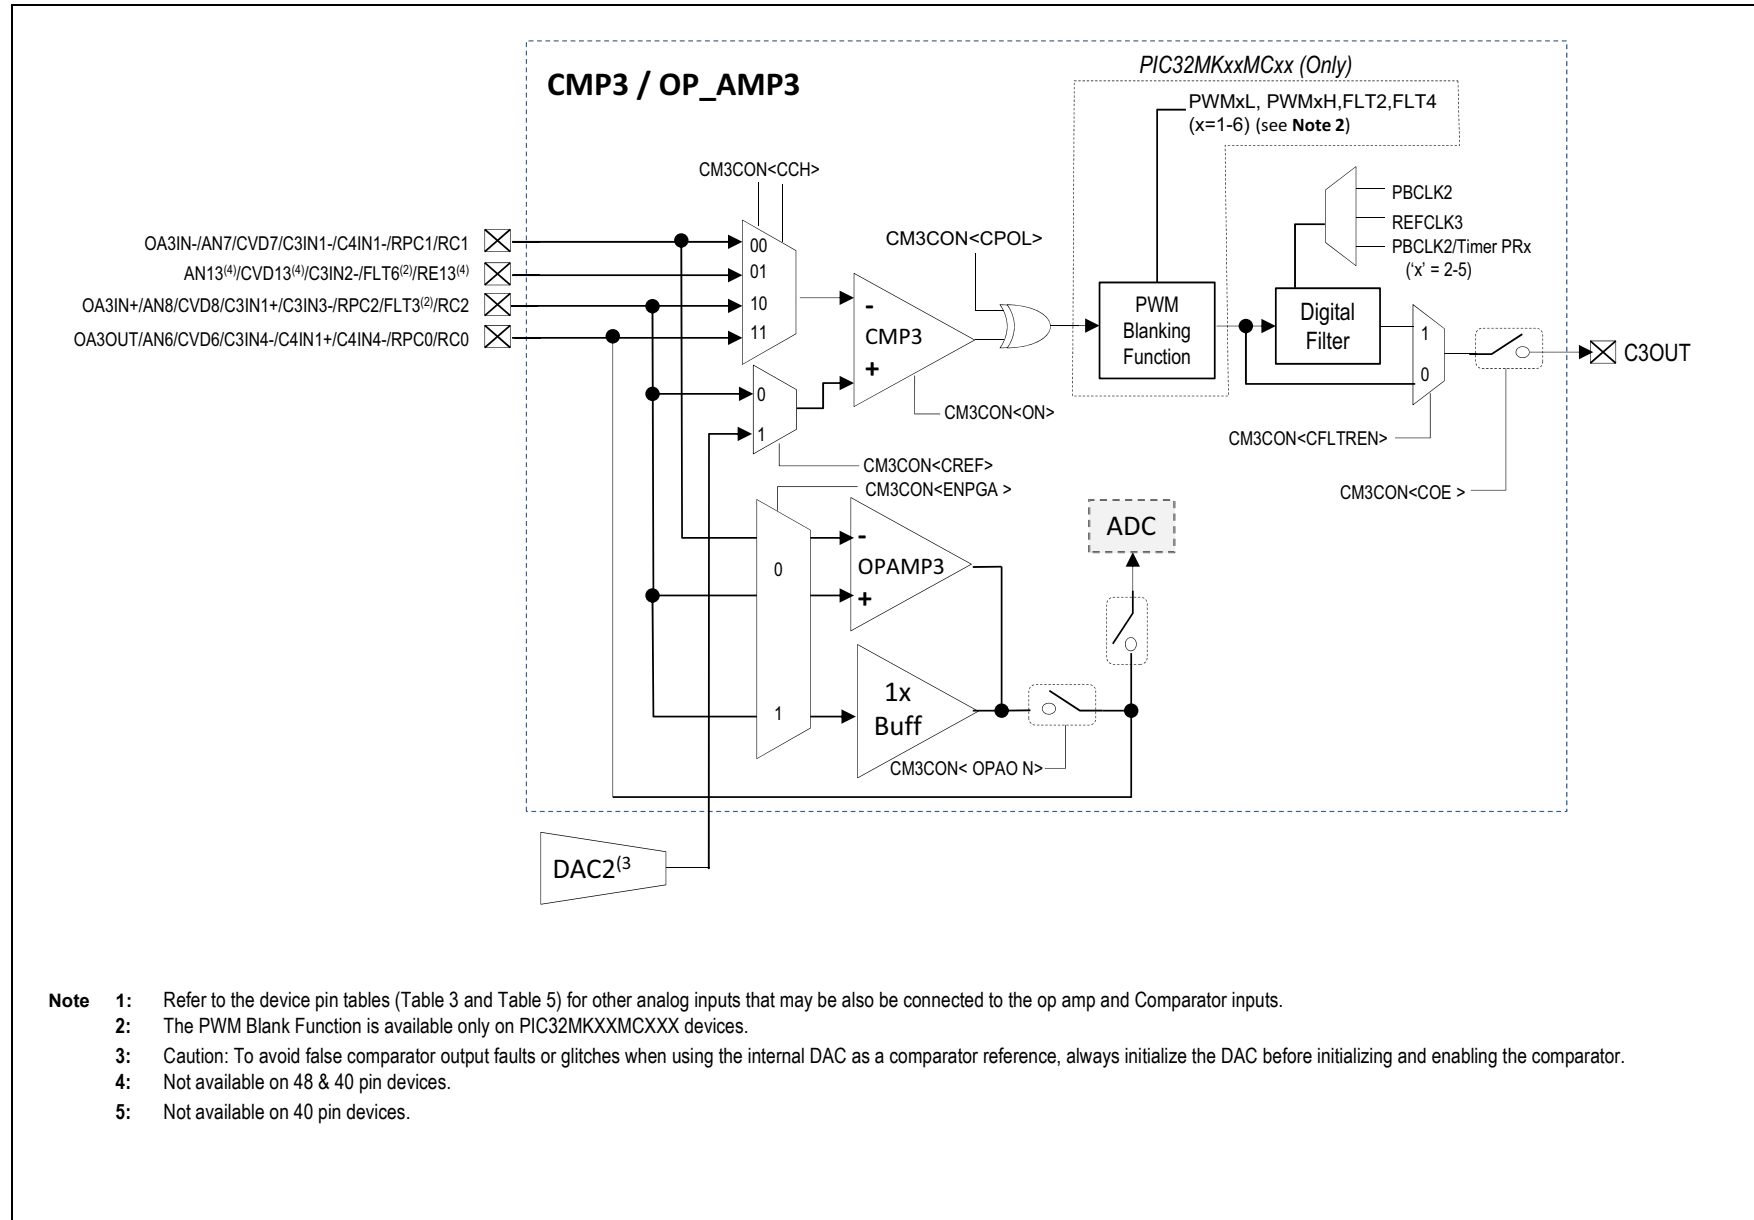 PIC32MKxxMCxx (Only)
CMP3 / OP_AMP3
PWMxL, PWMxH,FLT2,FLT4
(x=1-6) (see Note 2)
CM3CON<CCH>
PBCLK2
REFCLK3
PBCLK2/Timer PRx
('x' = 2-5)
CM3CON<CPOL>
OA3IN-/AN7/CVD7/C3IN1-/C4IN1-/RPC1/RC1
AN13(4)/CVD13(4)/C3IN2-/FLT6(2)/RE13(4)
OA3IN+/AN8/CVD8/C3IN1+/C3IN3-/RPC2/FLT3(2)/RC2
OA3OUT/AN6/CVD6/C3IN4-/C4IN1+/C4IN4-/RPC0/RC0
00
01
10
11
-
CMP3
+
PWM
Blanking
Function
Digital
Filter
1
0
C3OUT
0
1
CM3CON<ON>
CM3CON<CFLTREN>
CM3CON<CREF>
CM3CON<ENPGA >
CM3CON<COE >
ADC
-
OPAMP3
+
0
1
1x
Buff
CM3CON< OPAO N>
DAC2(3
Note 1: Refer to the device pin tables (Table 3 and Table 5) for other analog inputs that may be also be connected to the op amp and Comparator inputs.
2: The PWM Blank Function is available only on PIC32MKXXMCXXX devices.
3: Caution: To avoid false comparator output faults or glitches when using the internal DAC as a comparator reference, always initialize the DAC before initializing and enabling the comparator.
4: Not available on 48 & 40 pin devices.
5: Not available on 40 pin devices.